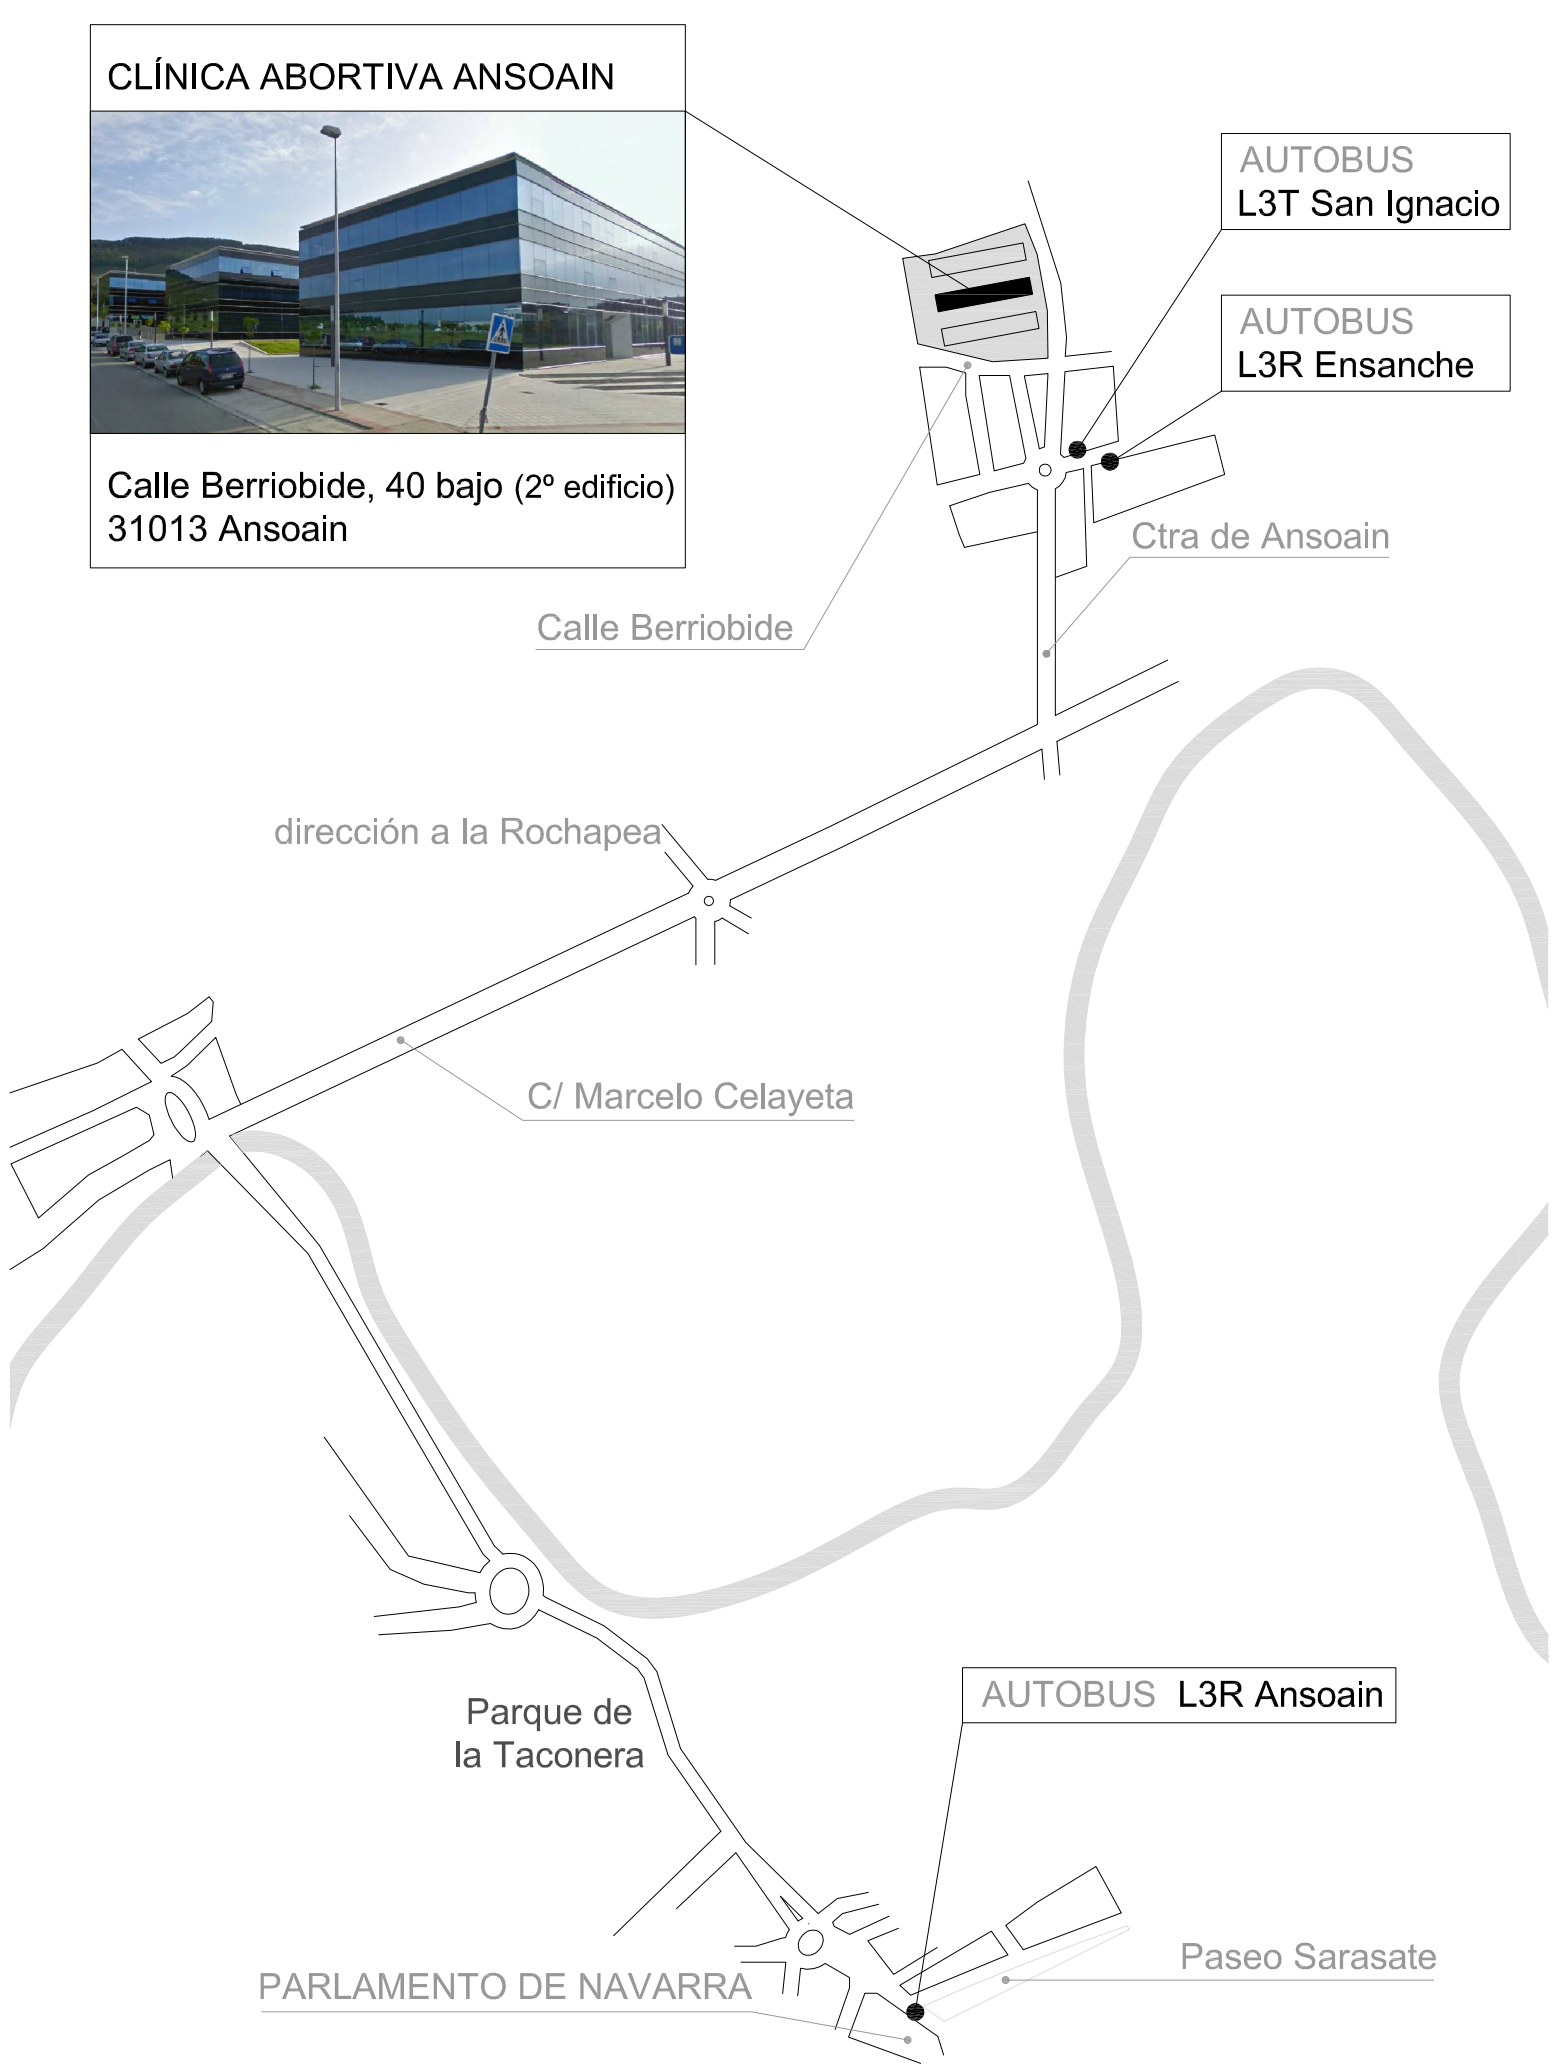 CLÍNICA ABORTIVA ANSOAIN
Calle Berriobide, 40 bajo (2º edificio)
31013 Ansoain
AUTOBUS
L3T San Ignacio
AUTOBUS
L3R Ensanche
Ctra de Ansoain
Calle Berriobide
dirección a la Rochapea
C/ Marcelo Celayeta
Parque de
la Taconera
AUTOBUS L3R Ansoain
Paseo Sarasate
PARLAMENTO DE NAVARRA